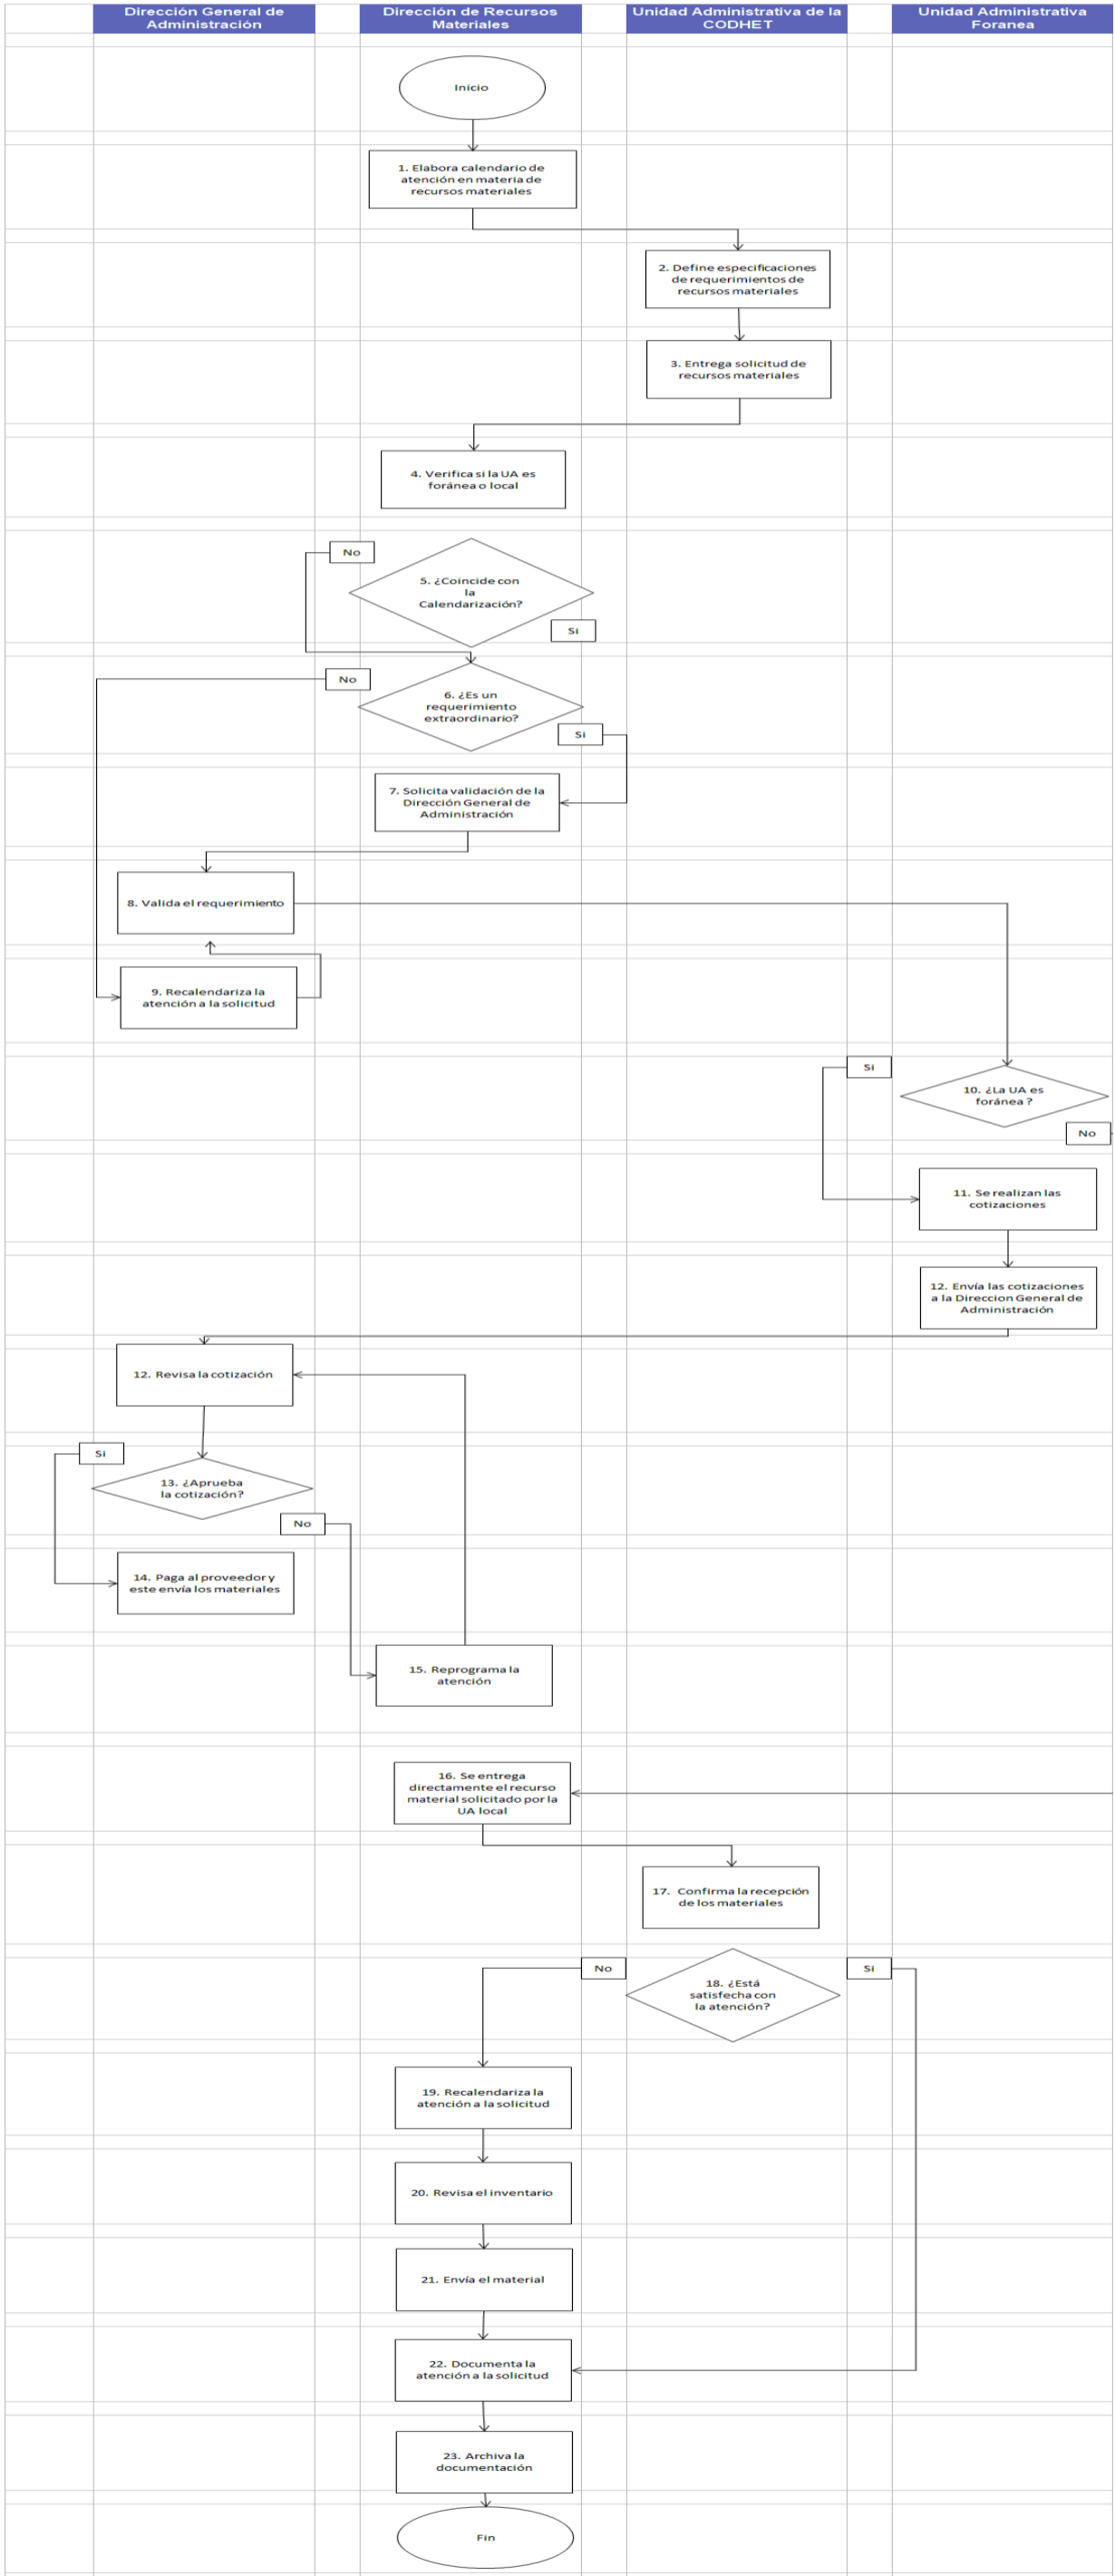 Dirección General de
Administración
Dirección de Recursos
Materiales
Unidad Administrativa de la
CODHET
Unidad Administrativa
Foranea
Inicio
1. Elabora calendario de
atención en materia de
recursos materiales
2. Define especificaciones
de requerimientos de
recursos materiales
3. Entrega solicitud de
recursos materiales
4. Verifica si la UA es
foránea o local
No
5. ¿Coincide con
la
Calendarización?
Si
No
6. ¿Es un
requerimiento
extraordinario?
Si
7. Solicita validación de la
Dirección General de
Administración
8. Valida el requerimiento
9. Recalendariza la
atención a la solicitud
Si
10. ¿La UA es
foránea ?
No
11. Se realizan las
cotizaciones
12. Envía las cotizaciones
a la Direccion General de
Administración
12. Revisa la cotización
Si
13. ¿Aprueba
la cotización?
No
14. Paga al proveedor y
este envía los materiales
15. Reprograma la
atención
16. Se entrega
directamente el recurso
material solicitado por la
UA local
17. Confirma la recepción
de los materiales
No
18. ¿Está
satisfecha con
la atención?
Si
19. Recalendariza la
atención a la solicitud
20. Revisa el inventario
21. Envía el material
22. Documenta la
atención a la solicitud
23. Archiva la
documentación
Fin